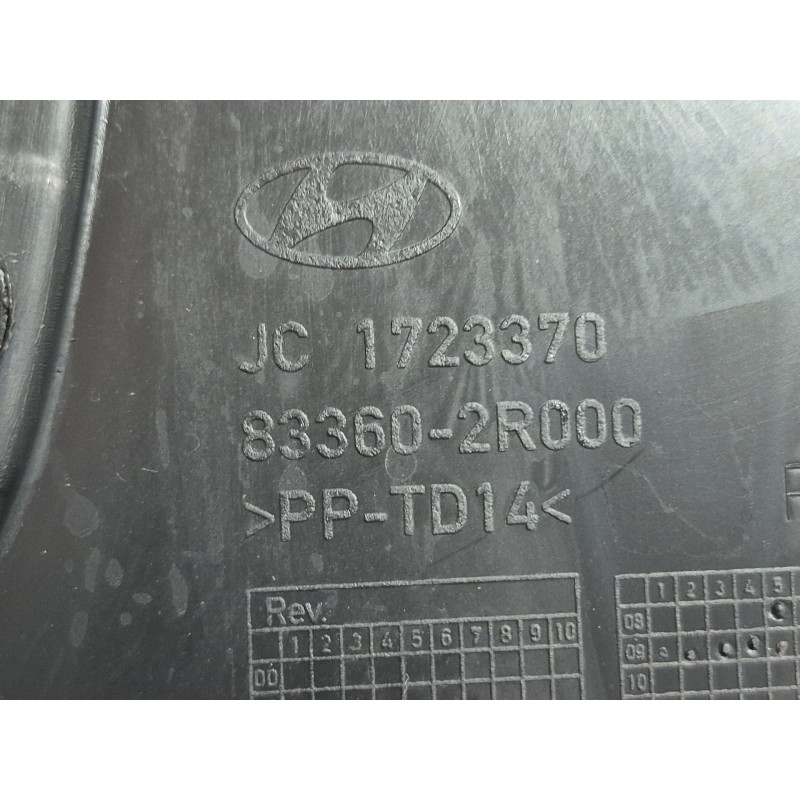 JC 1723370
83360-2R000
>PP-TD14<
Rev.
1 2 3 4 5 6 7 8 9 10
00
1 2 3 4 5
08
09
10